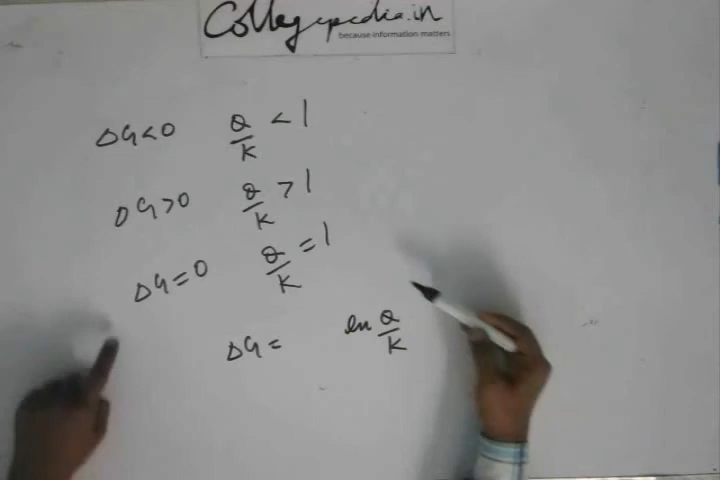 Collegepedia.in
because information matters
ΔG<0 Q/K < 1
ΔG>0 Q/K > 1
ΔG=0 Q/K = 1
ΔG= ln Q/K